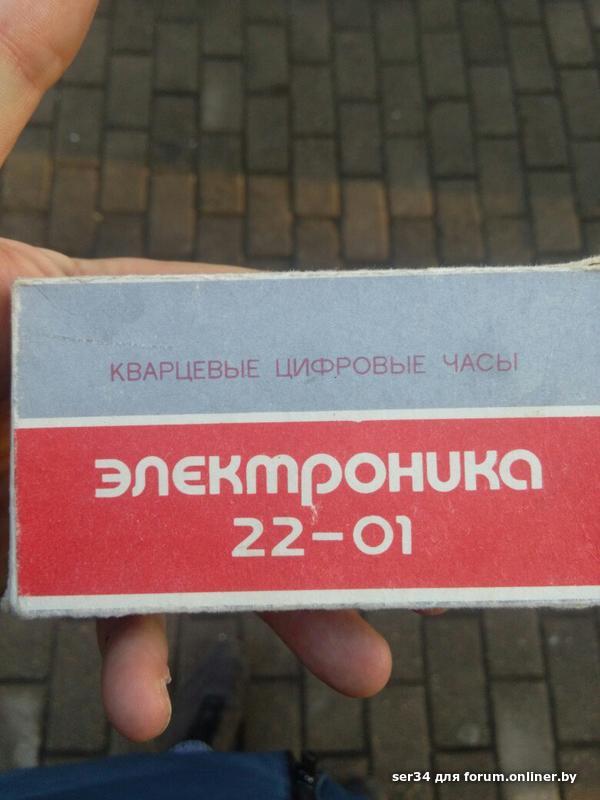 КВАРЦЕВЫЕ ЦИФРОВЫЕ ЧАСЫ
электроника
22-01
ser34 для forum.onliner.by